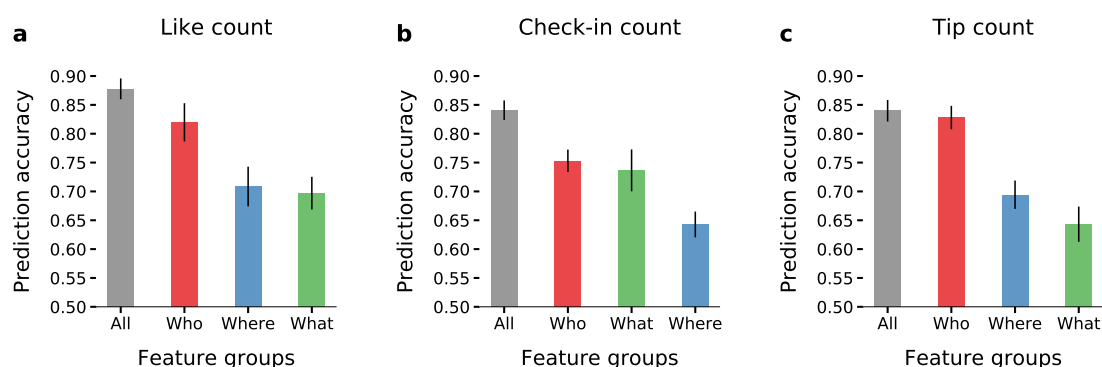 a
Like count
Prediction accuracy
0.90
0.85
0.80
0.75
0.70
0.65
0.60
0.55
0.50
All Who Where What
Feature groups
b
Check-in count
Prediction accuracy
0.90
0.85
0.80
0.75
0.70
0.65
0.60
0.55
0.50
All Who What Where
Feature groups
c
Tip count
Prediction accuracy
0.90
0.85
0.80
0.75
0.70
0.65
0.60
0.55
0.50
All Who Where What
Feature groups